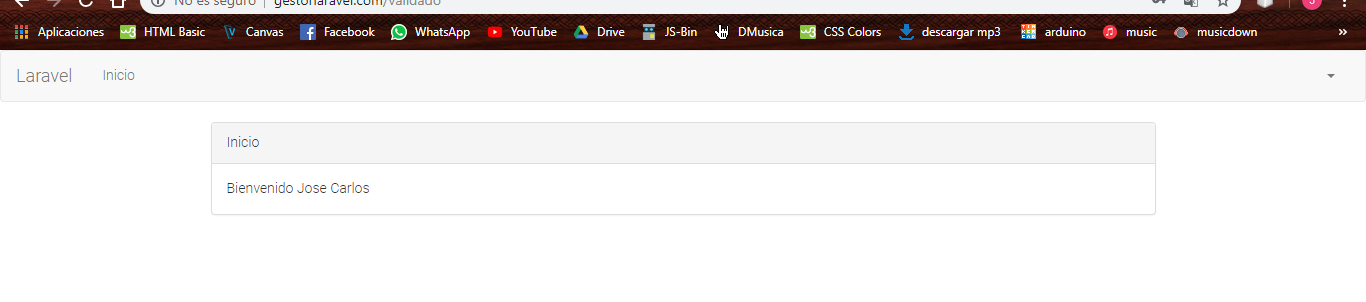 No es seguro | gestorlaravel.com/validado
Aplicaciones HTML Basic Canvas Facebook WhatsApp YouTube Drive JS-Bin DMusica CSS Colors descargar mp3 arduino music musicdown »
Laravel Inicio
Inicio
Bienvenido Jose Carlos